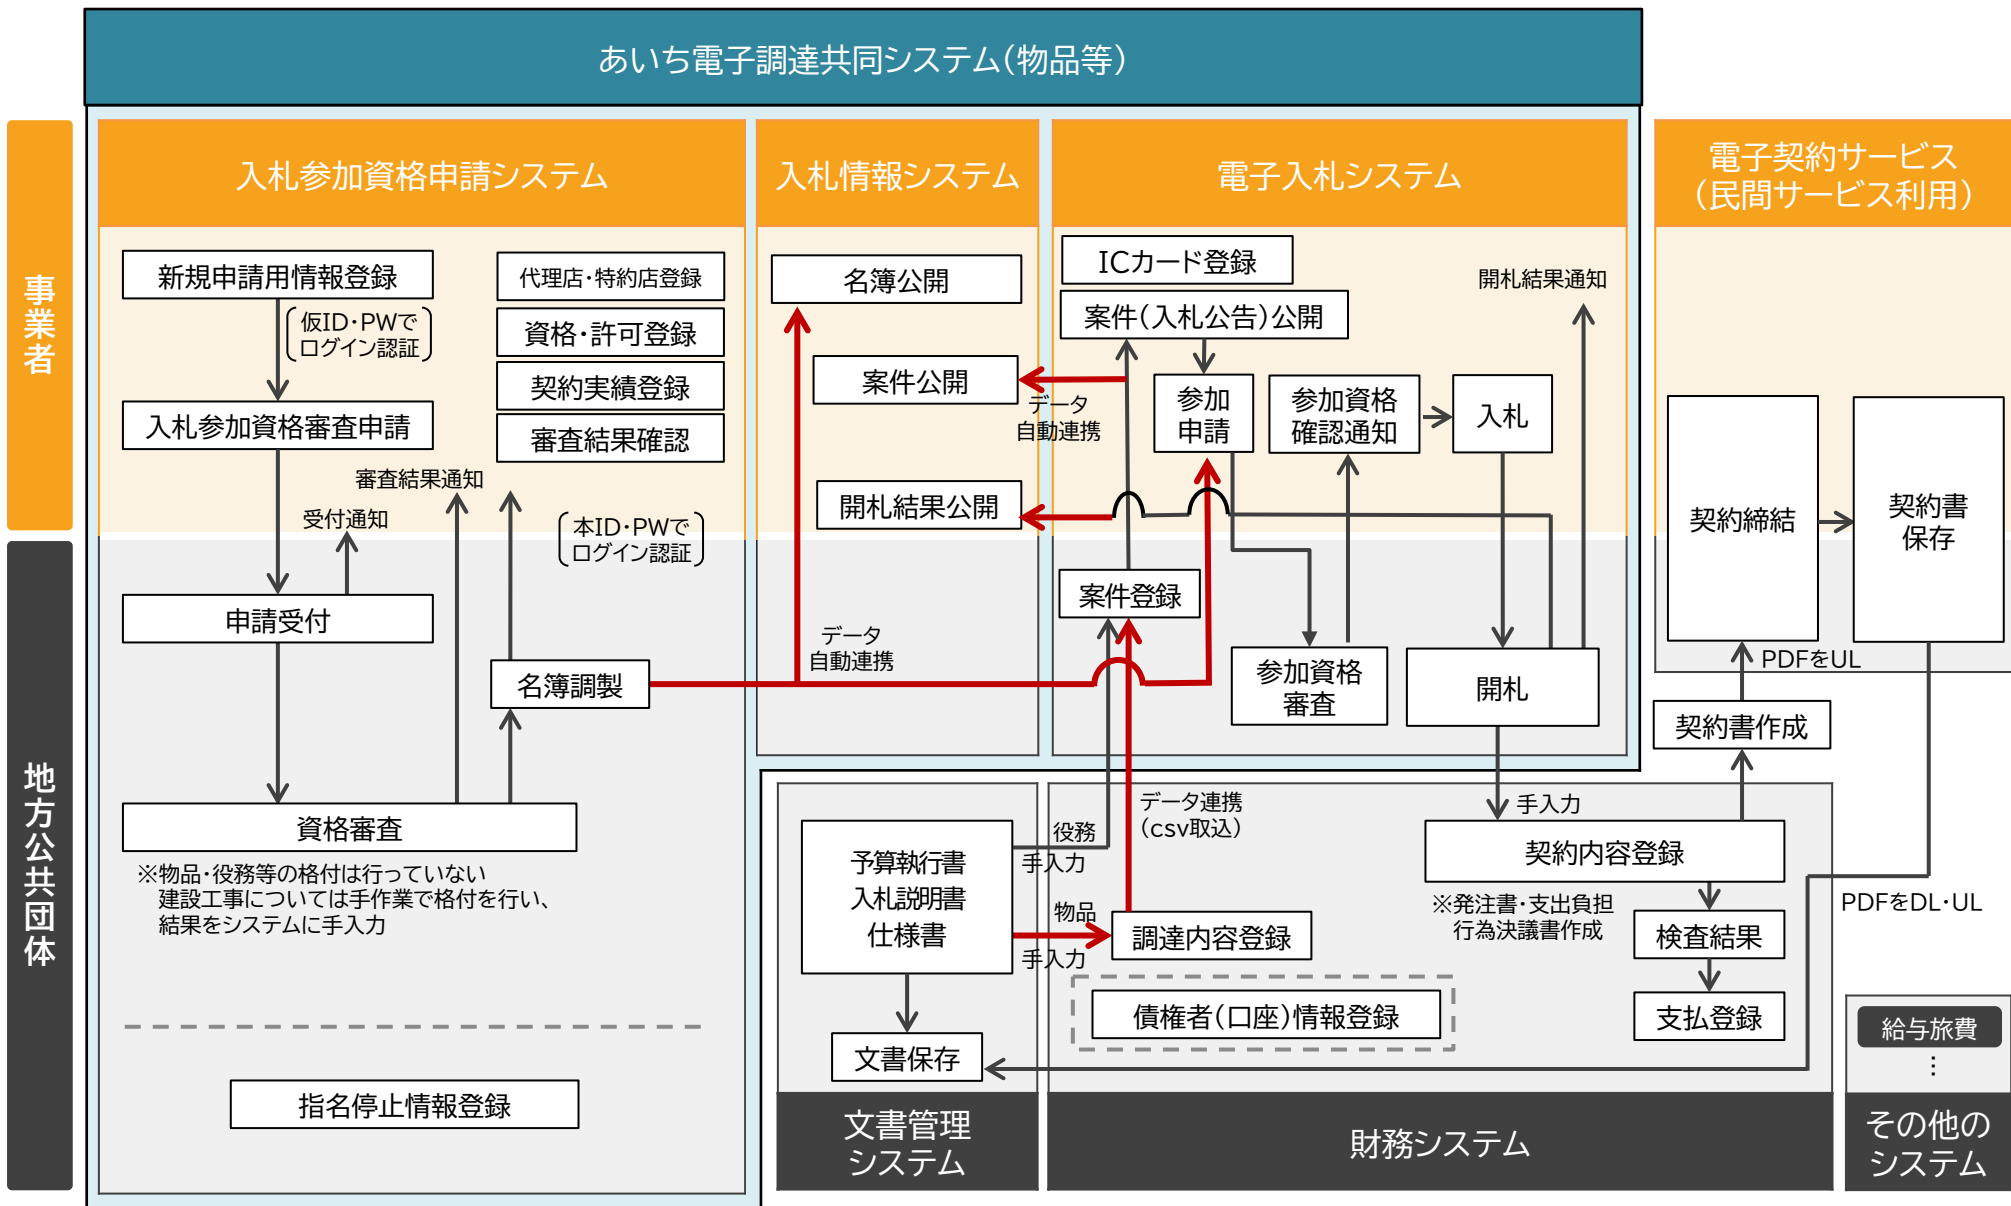 あいち電子調達共同システム(物品等)
事業者
地方公共団体
入札参加資格申請システム
新規申請用情報登録
仮ID・PWで
ログイン認証
入札参加資格審査申請
代理店・特約店登録
資格・許可登録
契約実績登録
審査結果確認
審査結果通知
受付通知
本ID・PWで
ログイン認証
申請受付
名簿調製
資格審査
※物品・役務等の格付は行っていない
建設工事については手作業で格付を行い、
結果をシステムに手入力
指名停止情報登録
入札情報システム
名簿公開
案件公開
開札結果公開
データ
自動連携
電子入札システム
ICカード登録
案件(入札公告)公開
開札結果通知
データ
自動連携
参加
申請
参加資格
確認通知
入札
案件登録
参加資格
審査
開札
電子契約サービス
(民間サービス利用)
契約締結
契約書
保存
PDFをUL
契約書作成
予算執行書
入札説明書
仕様書
役務
手入力
物品
手入力
文書保存
文書管理
システム
データ連携
(csv取込)
調達内容登録
債権者(口座)情報登録
手入力
契約内容登録
※発注書・支出負担
行為決議書作成
検査結果
支払登録
財務システム
PDFをDL・UL
給与旅費
…
その他の
システム